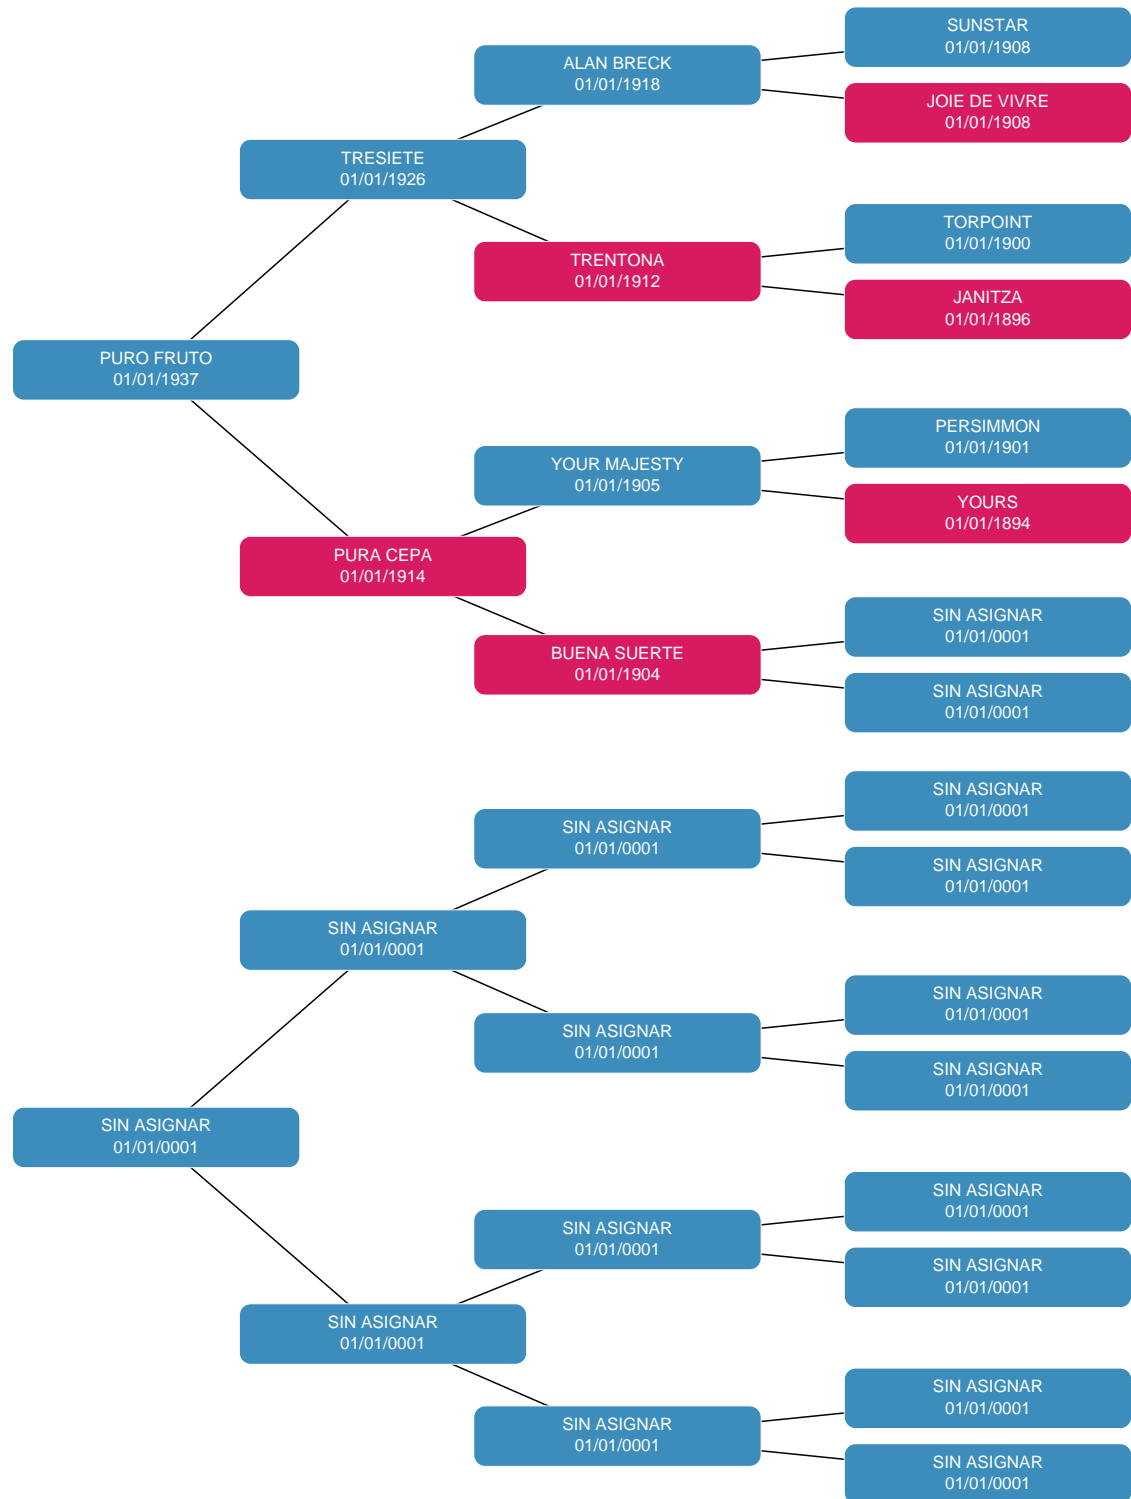 SUNSTAR
01/01/1908
ALAN BRECK
01/01/1918
JOIE DE VIVRE
01/01/1908
TRESIETE
01/01/1926
TORPOINT
01/01/1900
TRENTONA
01/01/1912
JANITZA
01/01/1896
PURO FRUTO
01/01/1937
PERSIMMON
01/01/1901
YOUR MAJESTY
01/01/1905
YOURS
01/01/1894
PURA CEPA
01/01/1914
SIN ASIGNAR
01/01/0001
BUENA SUERTE
01/01/1904
SIN ASIGNAR
01/01/0001
SIN ASIGNAR
01/01/0001
SIN ASIGNAR
01/01/0001
SIN ASIGNAR
01/01/0001
SIN ASIGNAR
01/01/0001
SIN ASIGNAR
01/01/0001
SIN ASIGNAR
01/01/0001
SIN ASIGNAR
01/01/0001
SIN ASIGNAR
01/01/0001
SIN ASIGNAR
01/01/0001
SIN ASIGNAR
01/01/0001
SIN ASIGNAR
01/01/0001
SIN ASIGNAR
01/01/0001
SIN ASIGNAR
01/01/0001
SIN ASIGNAR
01/01/0001
SIN ASIGNAR
01/01/0001